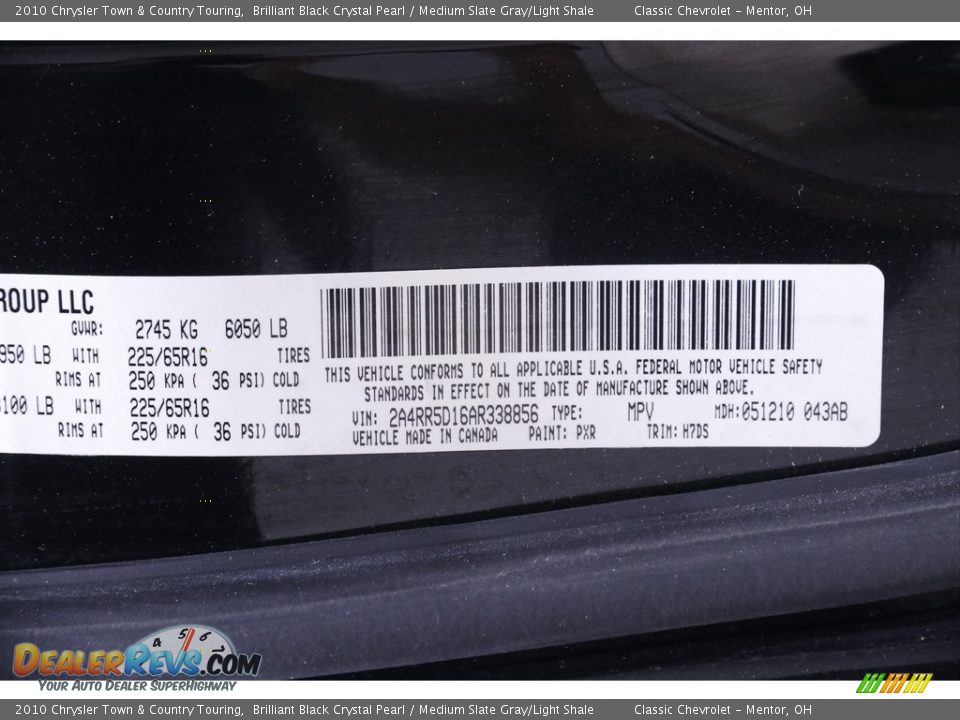 2010 Chrysler Town & Country Touring, Brilliant Black Crystal Pearl / Medium Slate Gray/Light Shale Classic Chevrolet - Mentor, OH
ROUP LLC
GVWR: 2745 KG 6050 LB
950 LB WITH 225/65R16 TIRES
RIMS AT 250 KPA ( 36 PSI) COLD
100 LB WITH 225/65R16 TIRES
RIMS AT 250 KPA ( 36 PSI) COLD
THIS VEHICLE CONFORMS TO ALL APPLICABLE U.S.A. FEDERAL MOTOR VEHICLE SAFETY
STANDARDS IN EFFECT ON THE DATE OF MANUFACTURE SHOWN ABOVE.
VIN: 2A4RR5D16AR338856 TYPE: MPV MDH:051210 043AB
VEHICLE MADE IN CANADA PAINT: PXR TRIM: H7DS
4 5 6 7
DEALERREVS.COM
YOUR AUTO DEALER SUPERHIGHWAY
2010 Chrysler Town & Country Touring, Brilliant Black Crystal Pearl / Medium Slate Gray/Light Shale Classic Chevrolet - Mentor, OH